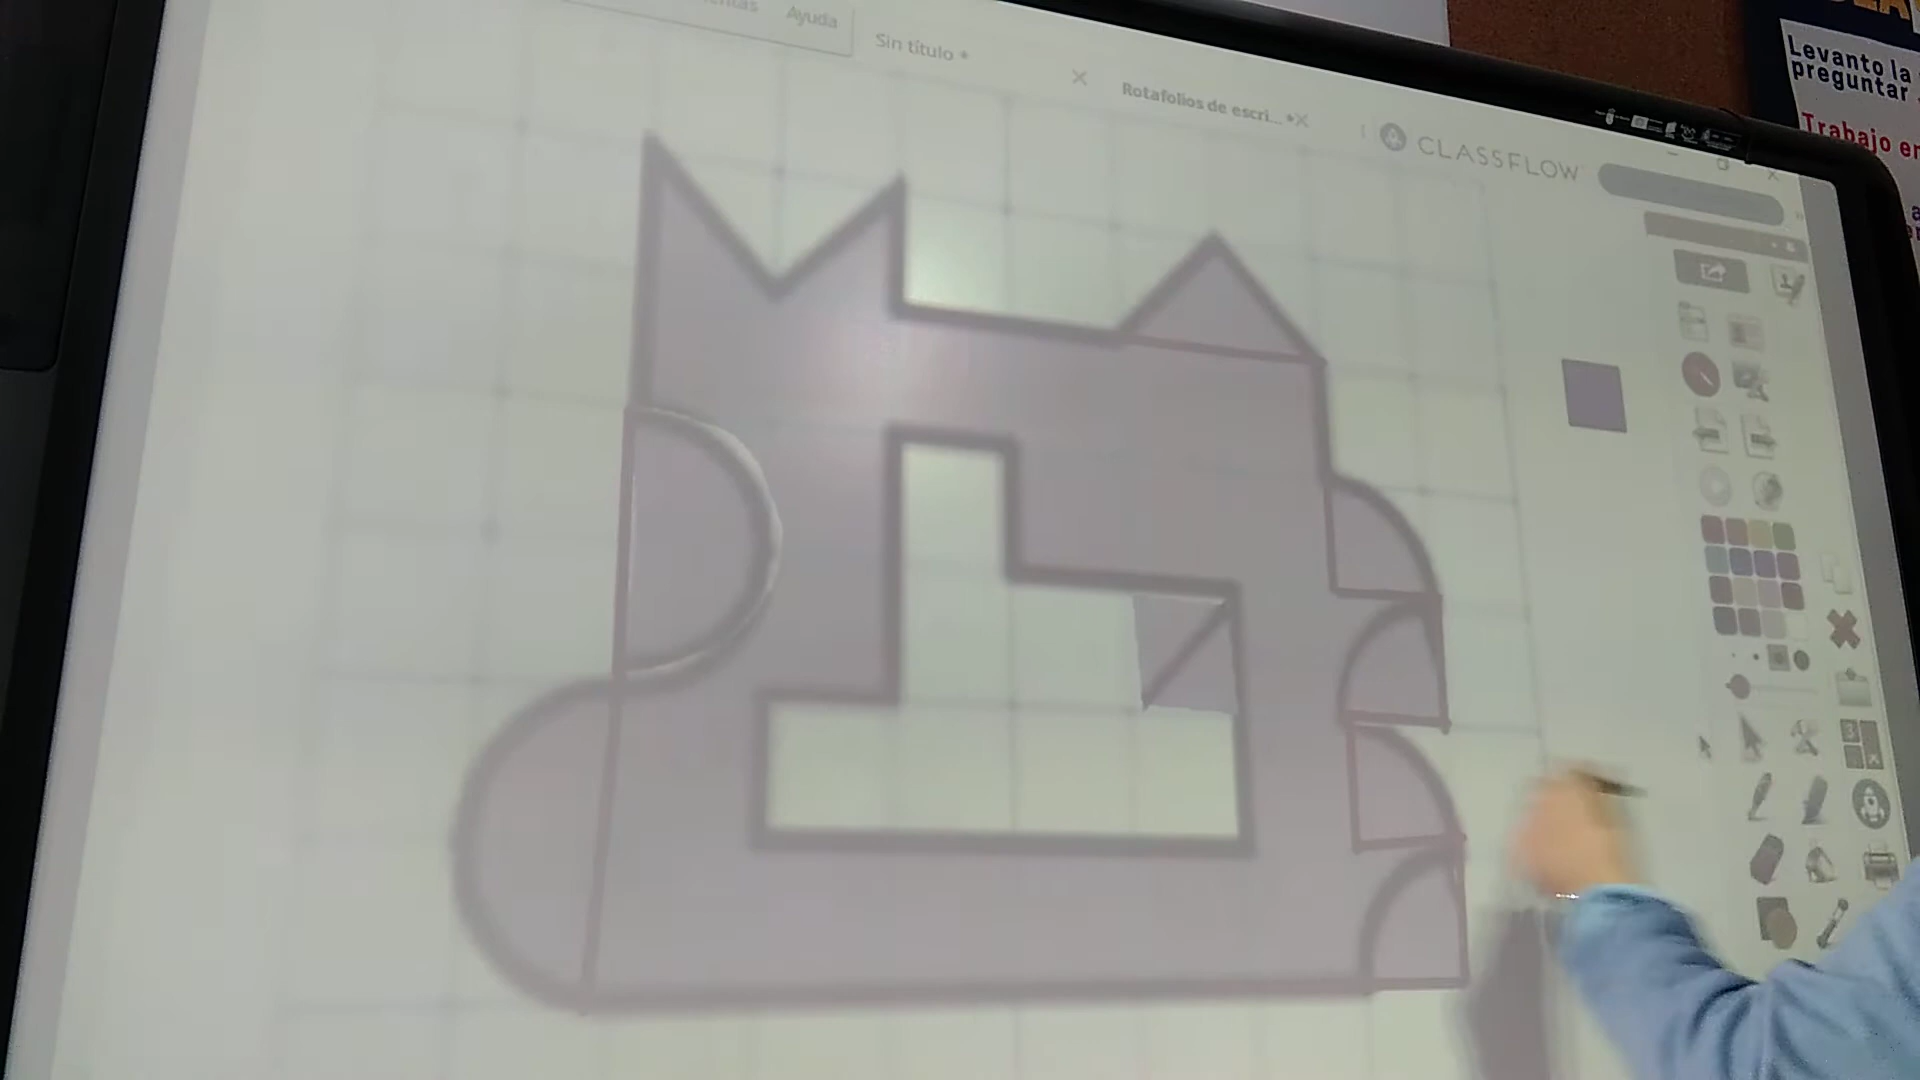 Ayuda
Sin título *
Rotafolios de escri...
CLASSFLOW
Levanto la
preguntar
Trabajo en